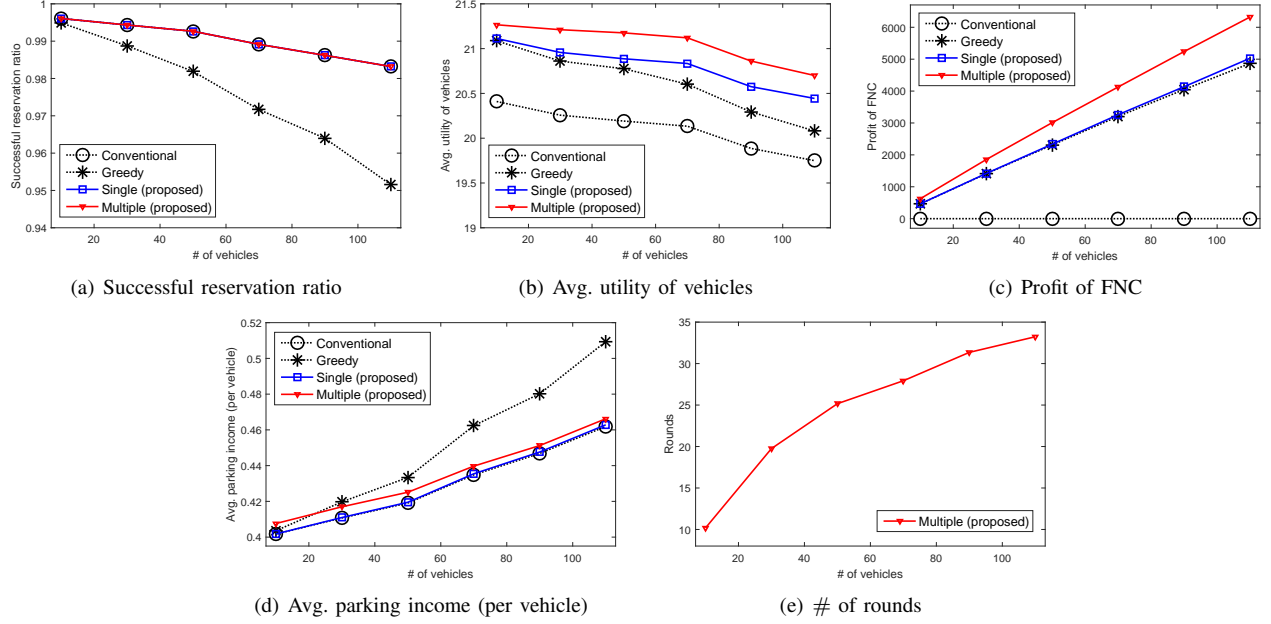 1
0.99
0.98
0.97
0.96
0.95
0.94
Successful reservation ratio
Conventional
Greedy
Single (proposed)
Multiple (proposed)
20 40 60 80 100
# of vehicles
(a) Successful reservation ratio
21.5
21
20.5
20
19.5
19
Avg. utility of vehicles
Conventional
Greedy
Single (proposed)
Multiple (proposed)
20 40 60 80 100
# of vehicles
(b) Avg. utility of vehicles
6000
5000
4000
3000
2000
1000
0
Profit of FNC
Conventional
Greedy
Single (proposed)
Multiple (proposed)
20 40 60 80 100
# of vehicles
(c) Profit of FNC
0.52
0.5
0.48
0.46
0.44
0.42
0.4
Avg. parking income (per vehicle)
Conventional
Greedy
Single (proposed)
Multiple (proposed)
20 40 60 80 100
# of vehicles
(d) Avg. parking income (per vehicle)
35
30
25
20
15
10
Rounds
Multiple (proposed)
20 40 60 80 100
# of vehicles
(e) # of rounds